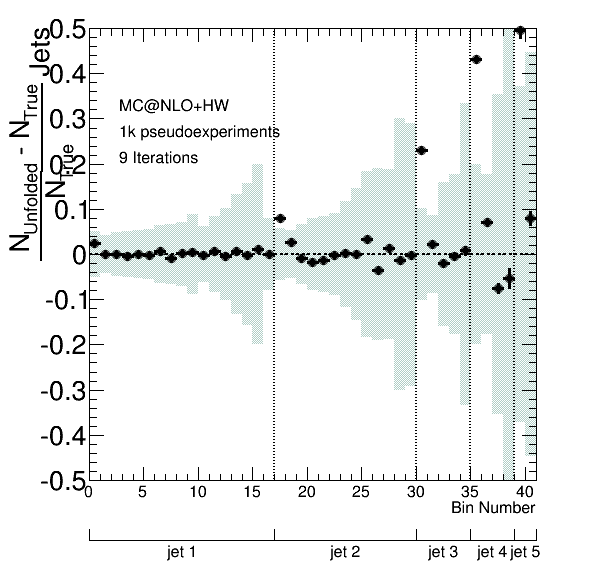 N_Unfolded - N_True Jets
N_True
0.5
0.4
0.3
0.2
0.1
0
-0.1
-0.2
-0.3
-0.4
-0.5
MC@NLO+HW
1k pseudoexperiments
9 Iterations
0 5 10 15 20 25 30 35 40
Bin Number
jet 1 jet 2 jet 3 jet 4 jet 5